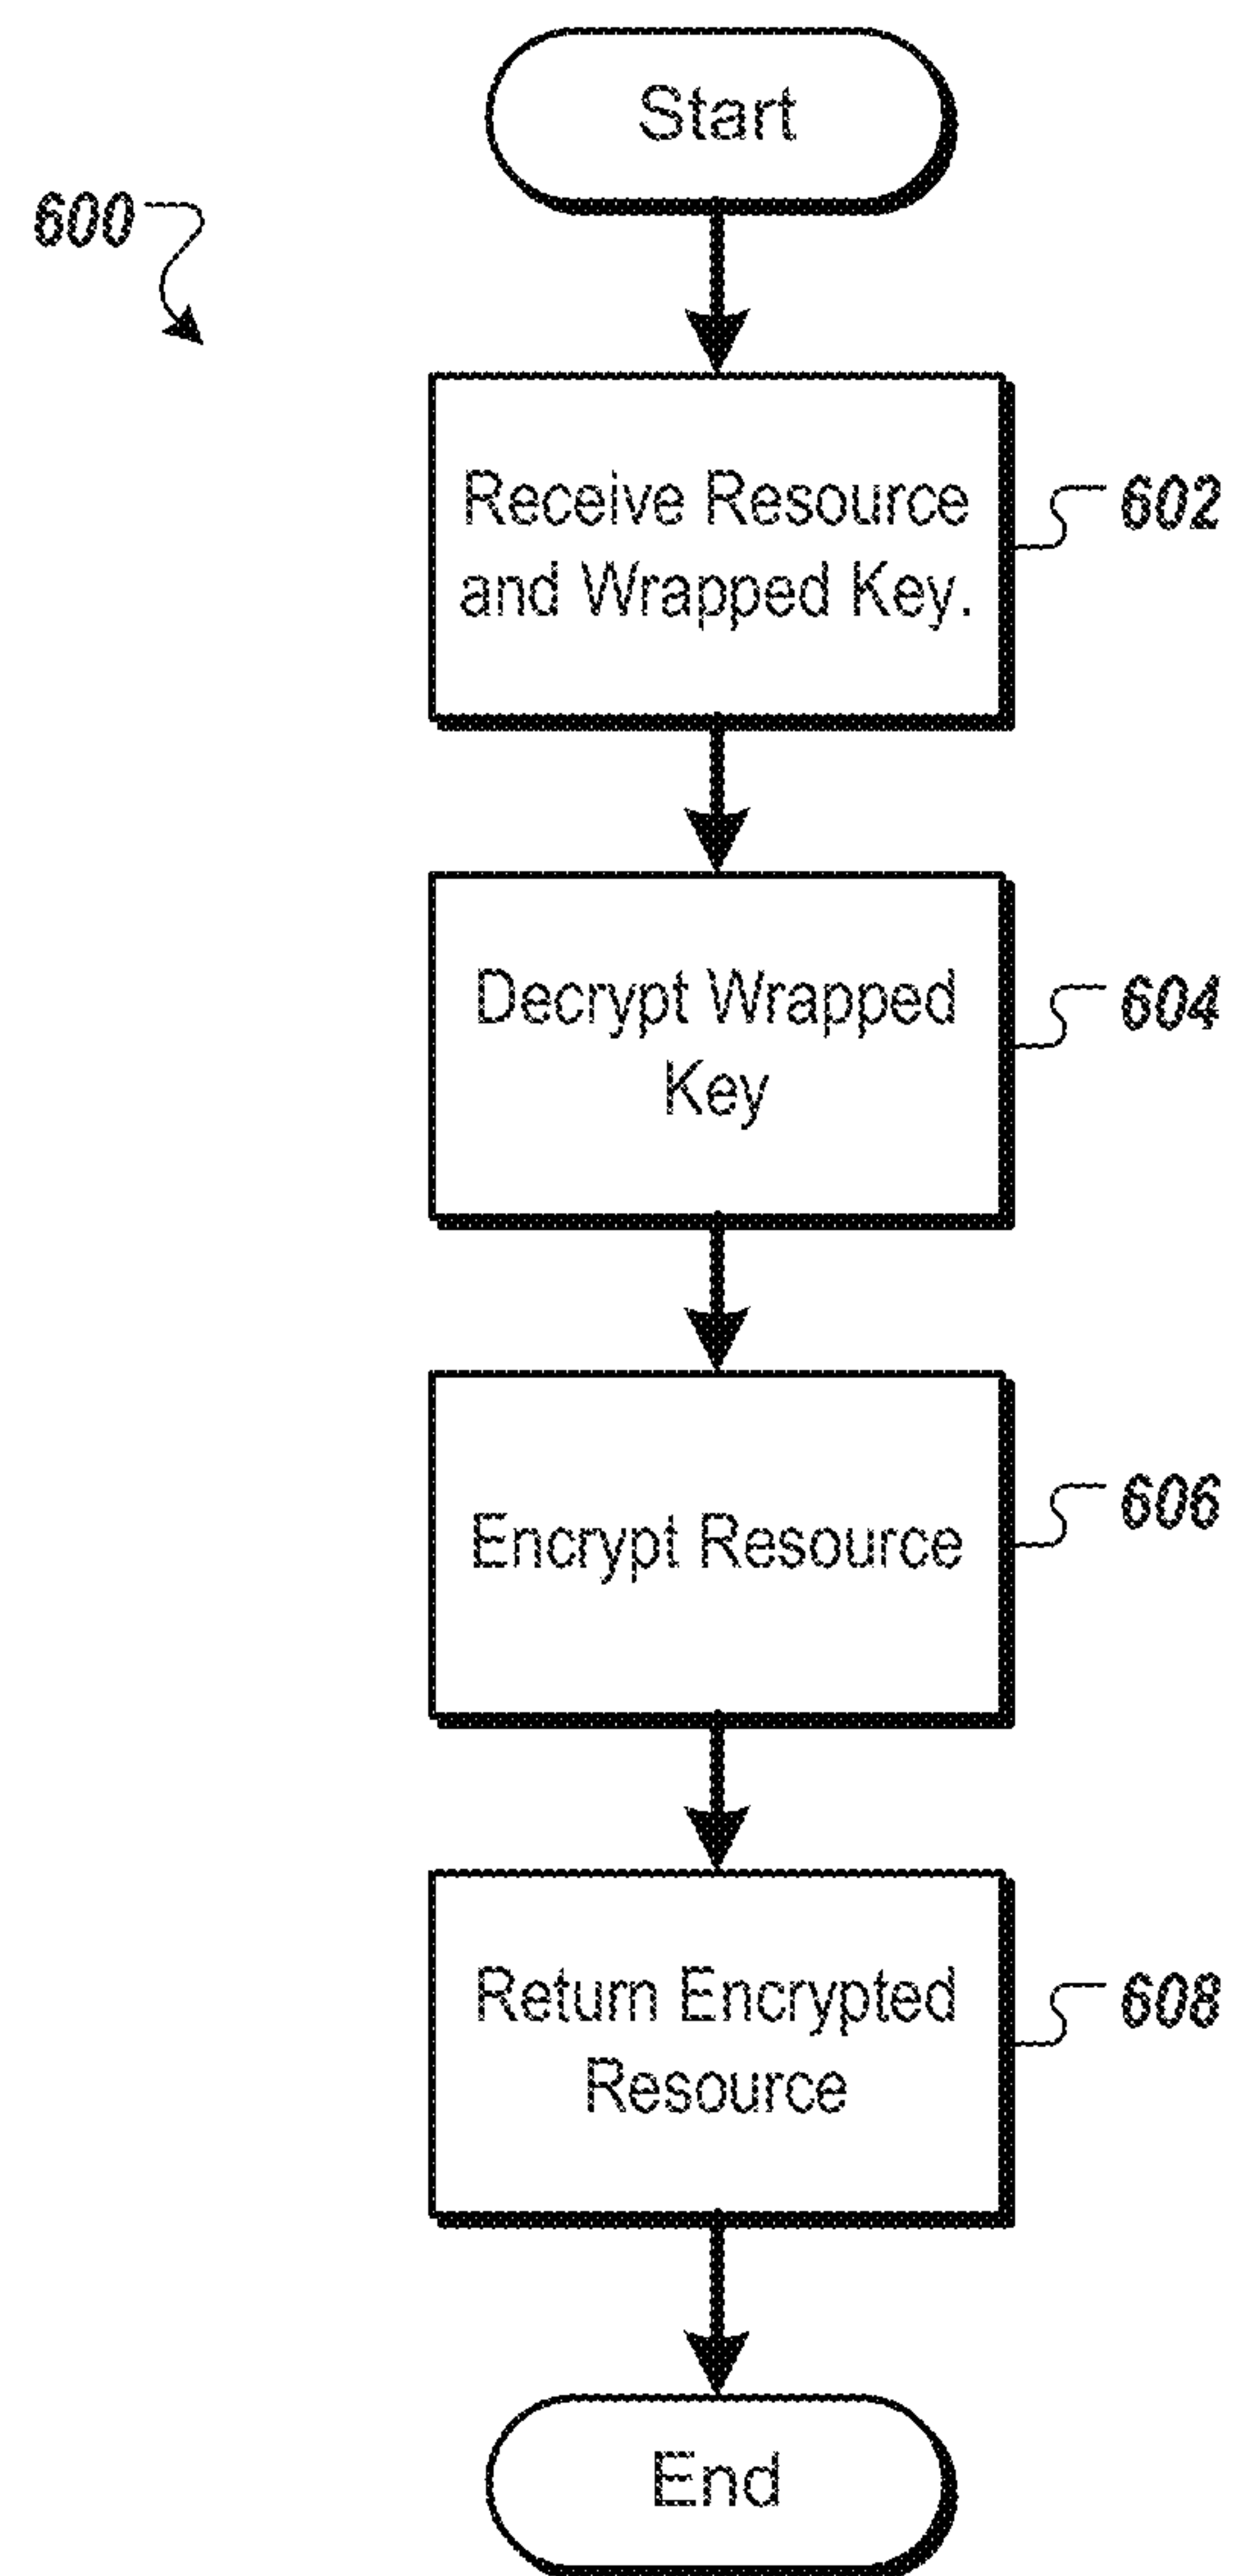 Start
600
Receive Resource
and Wrapped Key.
602
Decrypt Wrapped
Key
604
Encrypt Resource
606
Return Encrypted
Resource
608
End